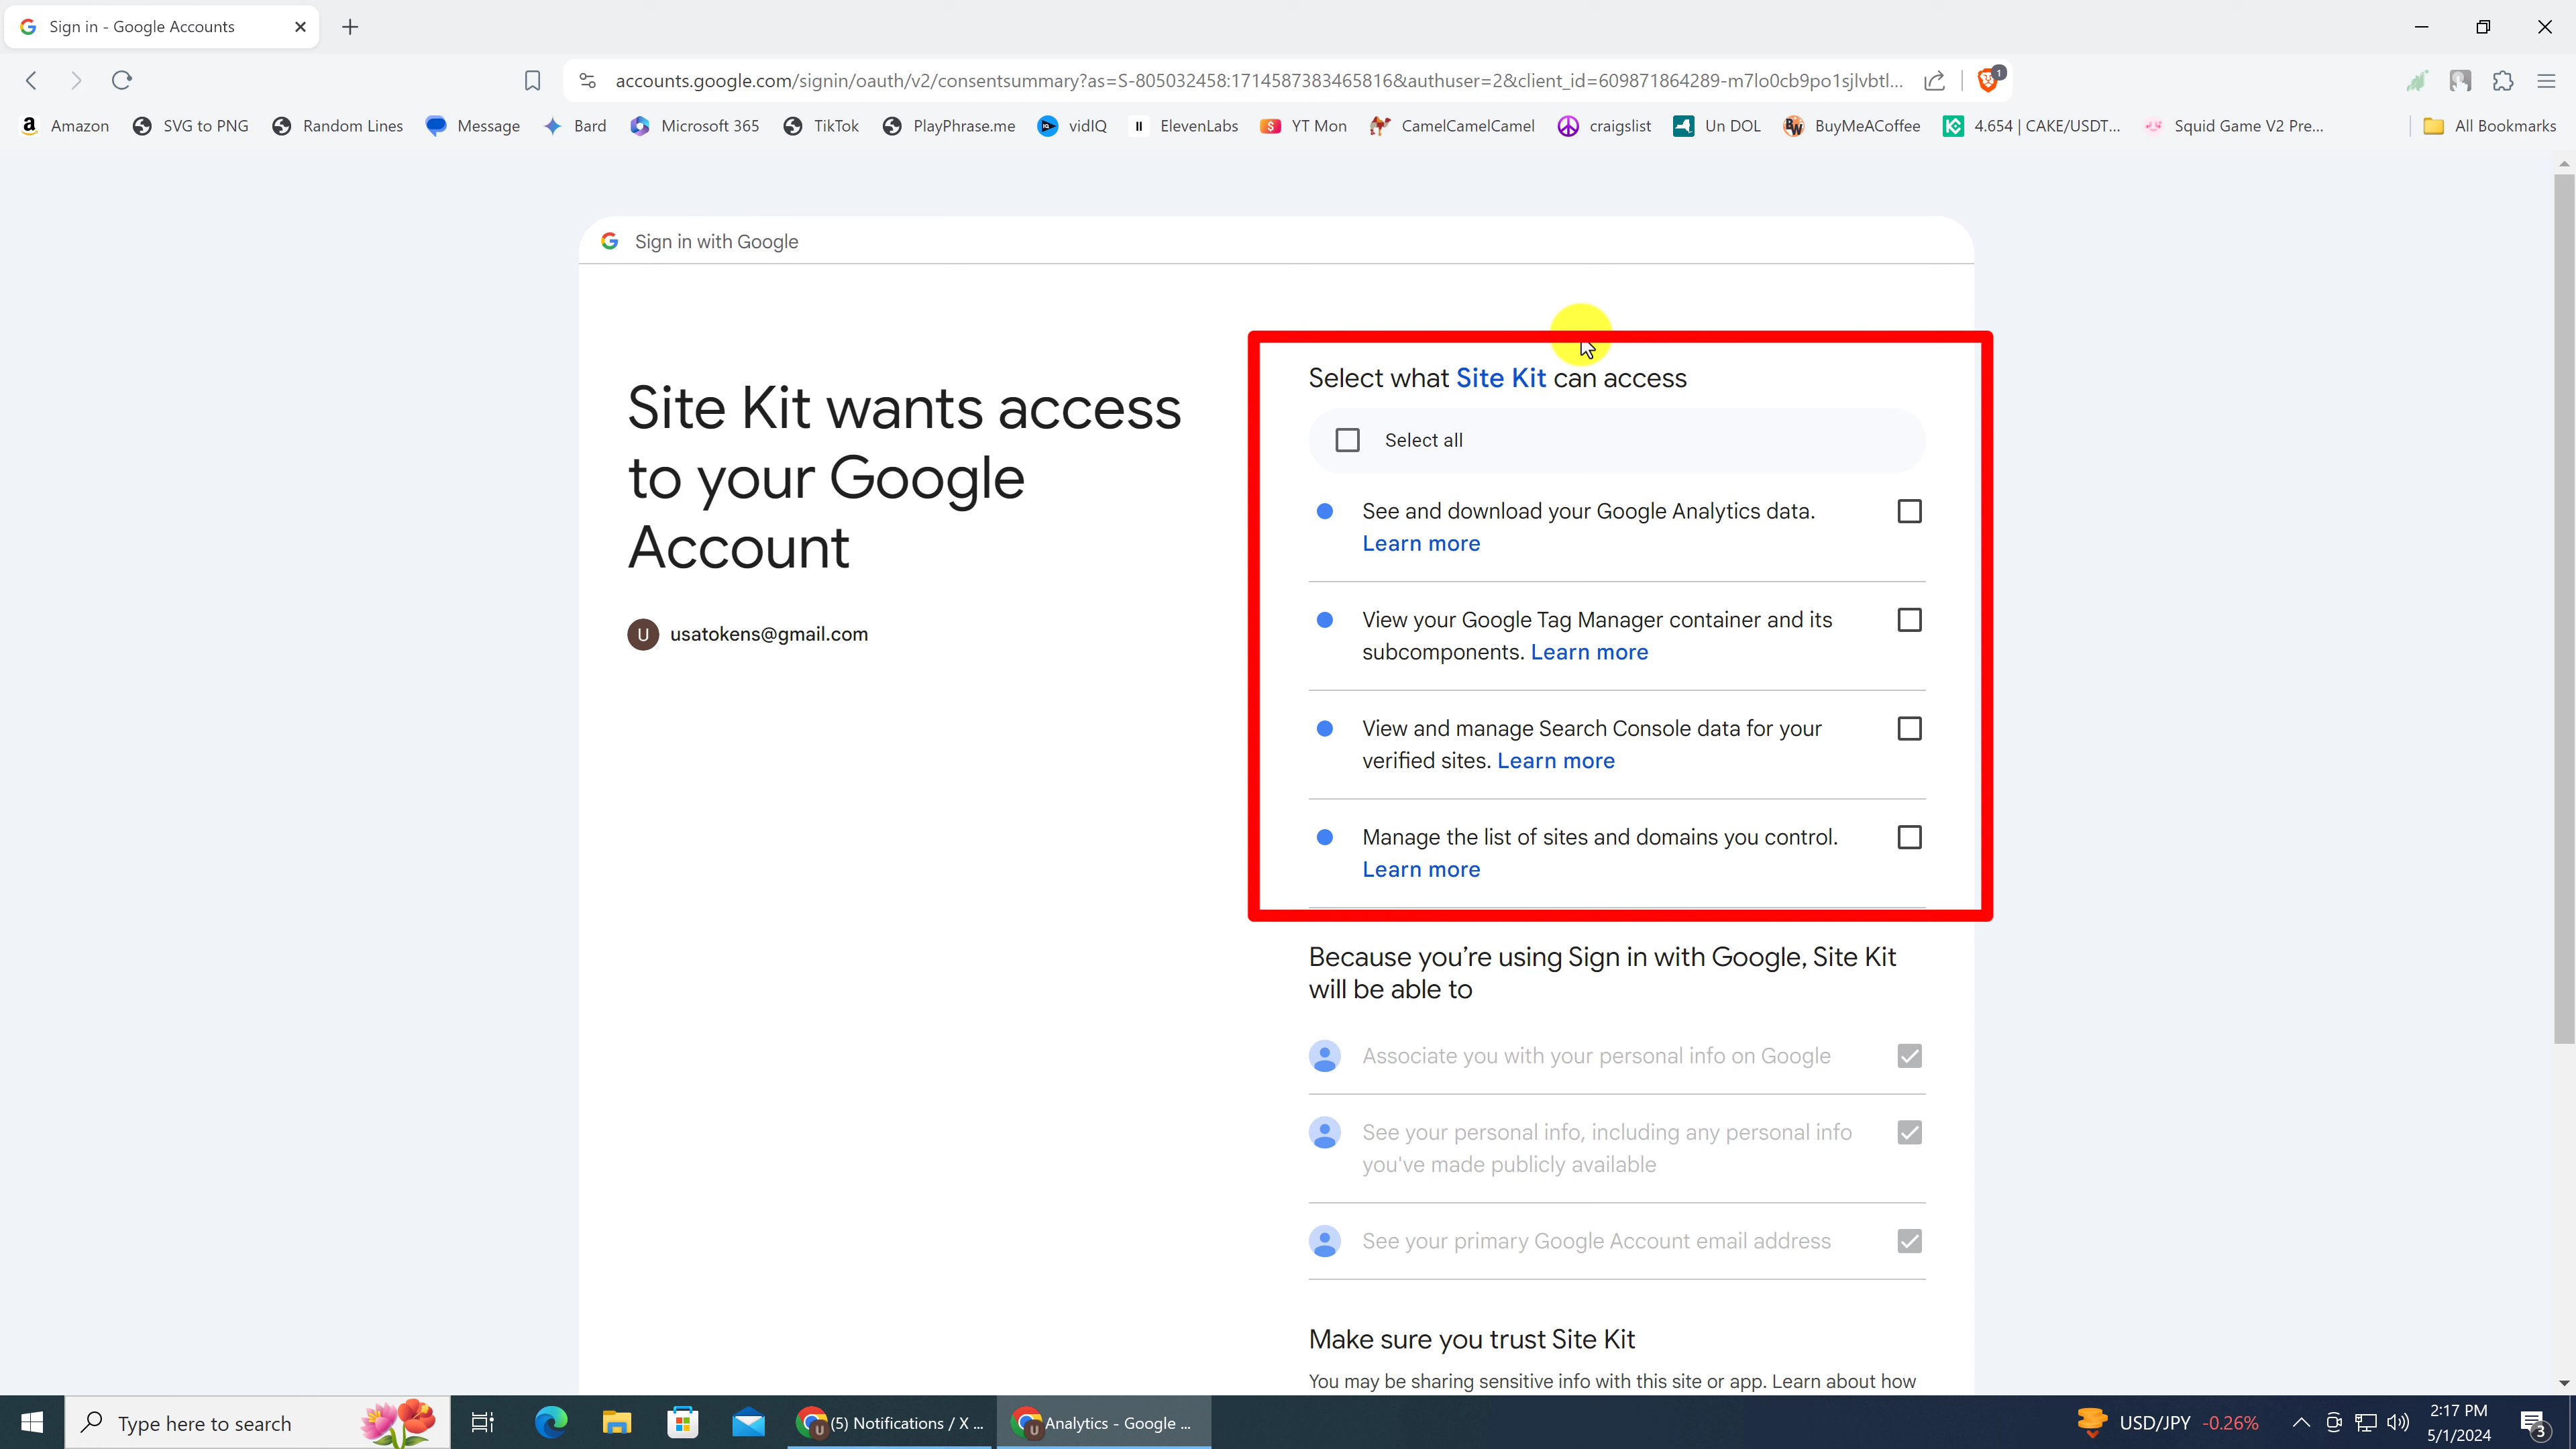 Sign in - Google Accounts
accounts.google.com/signin/oauth/v2/consentsummary?as=S-805032458:1714587383465816&authuser=2&client_id=609871864289-m7lo0cb9po1sjlvbtl...
1
Amazon SVG to PNG Random Lines Message Bard Microsoft 365 TikTok PlayPhrase.me vidIQ ElevenLabs YT Mon CamelCamelCamel craigslist Un DOL BuyMeACoffee 4.654 | CAKE/USDT... Squid Game V2 Pre... All Bookmarks
Sign in with Google
Site Kit wants access
to your Google
Account
U usatokens@gmail.com
Select what Site Kit can access
Select all
See and download your Google Analytics data.
Learn more
View your Google Tag Manager container and its
subcomponents. Learn more
View and manage Search Console data for your
verified sites. Learn more
Manage the list of sites and domains you control.
Learn more
Because you’re using Sign in with Google, Site Kit
will be able to
Associate you with your personal info on Google
See your personal info, including any personal info
you've made publicly available
See your primary Google Account email address
Make sure you trust Site Kit
You may be sharing sensitive info with this site or app. Learn about how
Type here to search
U (5) Notifications / X ...
U Analytics - Google ...
USD/JPY -0.26%
2:17 PM
5/1/2024
3